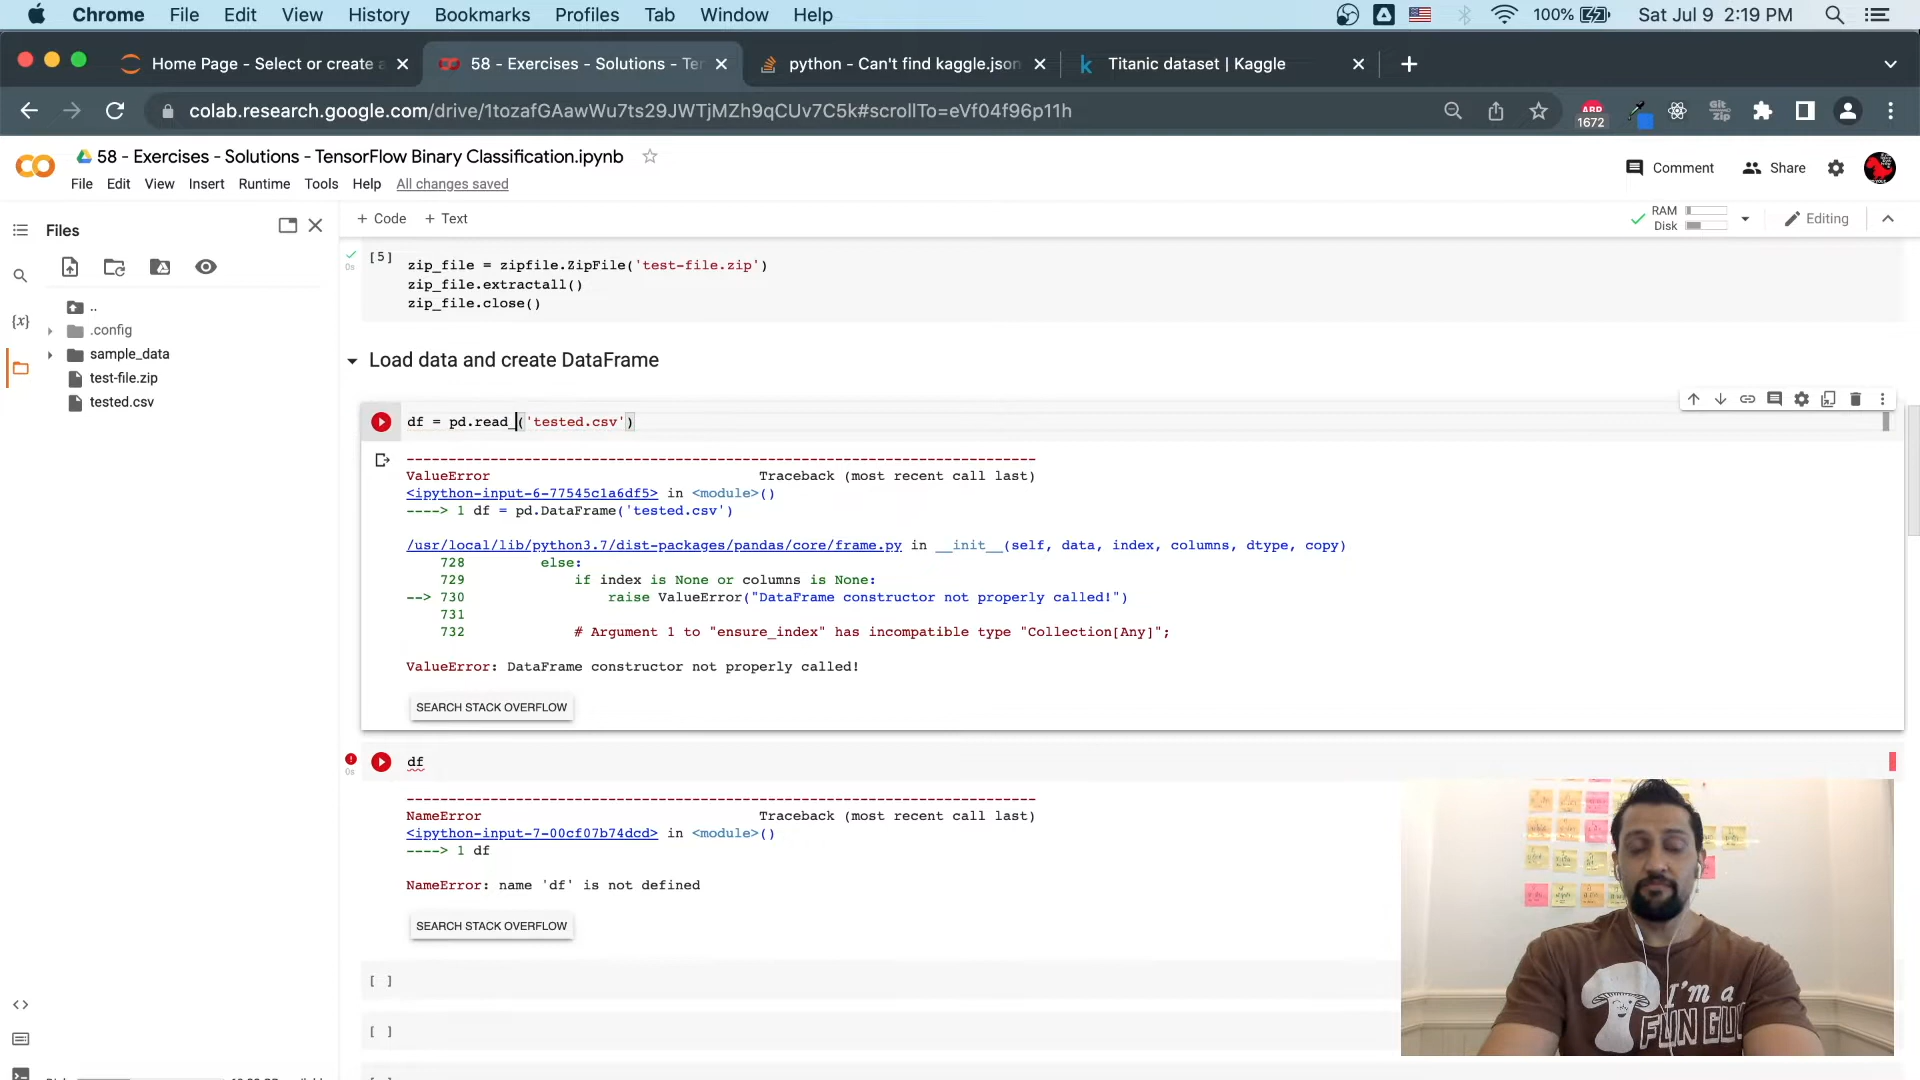 Chrome File Edit View History Bookmarks Profiles Tab Window Help 100% Sat Jul 9 2:19 PM
Home Page - Select or create a
58 - Exercises - Solutions - Te
python - Can't find kaggle.json
Titanic dataset | Kaggle
colab.research.google.com/drive/1tozafGAawWu7ts29JWTjMZh9qCUv7C5k#scrollTo=eVf04f96p11h
ABP
1672
Git
Zip
58 - Exercises - Solutions - TensorFlow Binary Classification.ipynb
File Edit View Insert Runtime Tools Help All changes saved
Comment
Share
Files
+ Code + Text
RAM
Disk
Editing
..
.config
sample_data
test-file.zip
tested.csv
{x}
[5]
0s
zip_file = zipfile.ZipFile('test-file.zip')
zip_file.extractall()
zip_file.close()
Load data and create DataFrame
df = pd.read_('tested.csv')
---------------------------------------------------------------------------
ValueError Traceback (most recent call last)
<ipython-input-6-77545c1a6df5> in <module>()
----> 1 df = pd.DataFrame('tested.csv')
/usr/local/lib/python3.7/dist-packages/pandas/core/frame.py in __init__(self, data, index, columns, dtype, copy)
728 else:
729 if index is None or columns is None:
--> 730 raise ValueError("DataFrame constructor not properly called!")
731
732 # Argument 1 to "ensure_index" has incompatible type "Collection[Any]";
ValueError: DataFrame constructor not properly called!
SEARCH STACK OVERFLOW
0s
df
---------------------------------------------------------------------------
NameError Traceback (most recent call last)
<ipython-input-7-00cf07b74dcd> in <module>()
----> 1 df
NameError: name 'df' is not defined
SEARCH STACK OVERFLOW
[ ]
[ ]
I'm a
FUN GU